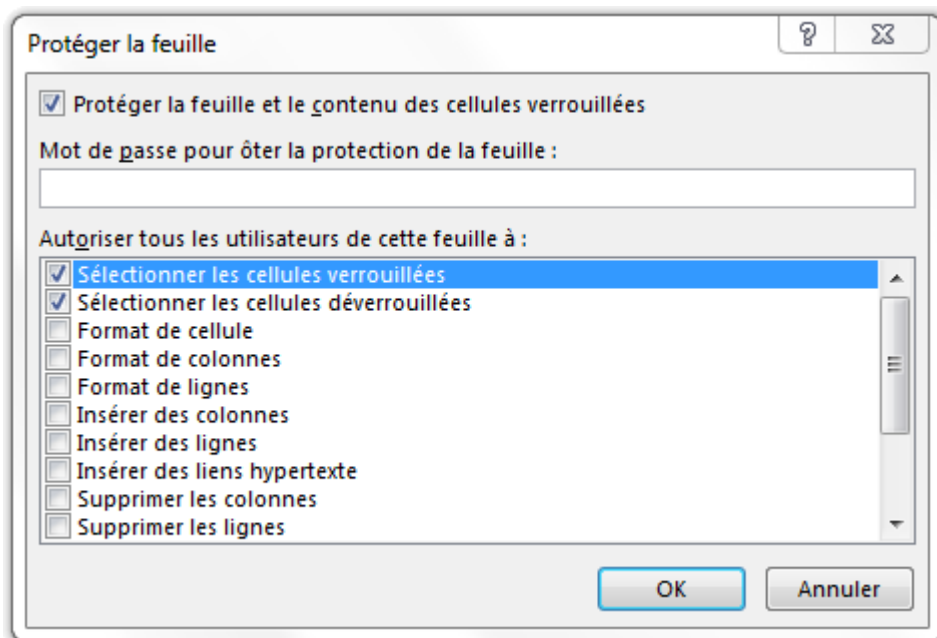 Protéger la feuille
Protéger la feuille et le contenu des cellules verrouillées
Mot de passe pour ôter la protection de la feuille :
Autoriser tous les utilisateurs de cette feuille à :
Sélectionner les cellules verrouillées
Sélectionner les cellules déverrouillées
Format de cellule
Format de colonnes
Format de lignes
Insérer des colonnes
Insérer des lignes
Insérer des liens hypertexte
Supprimer les colonnes
Supprimer les lignes
OK Annuler